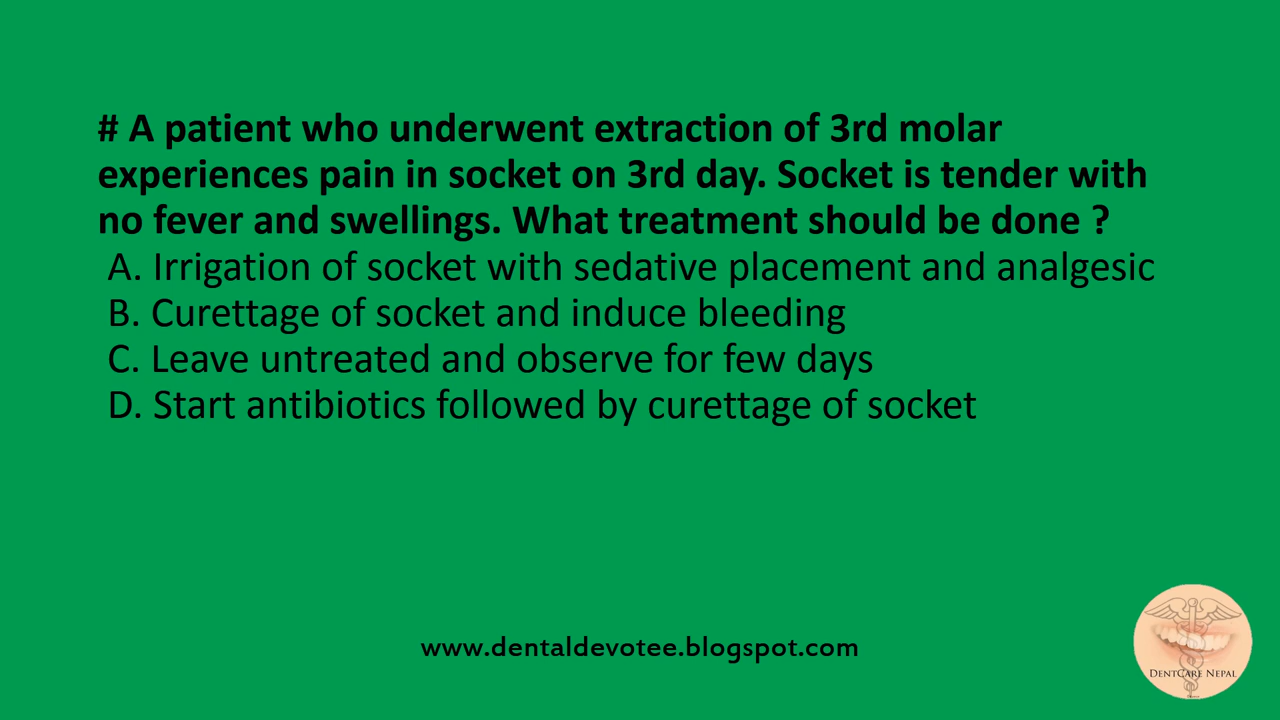 # A patient who underwent extraction of 3rd molar
experiences pain in socket on 3rd day. Socket is tender with
no fever and swellings. What treatment should be done ?
A. Irrigation of socket with sedative placement and analgesic
B. Curettage of socket and induce bleeding
C. Leave untreated and observe for few days
D. Start antibiotics followed by curettage of socket
www.dentaldevotee.blogspot.com
DENTCARE NEPAL